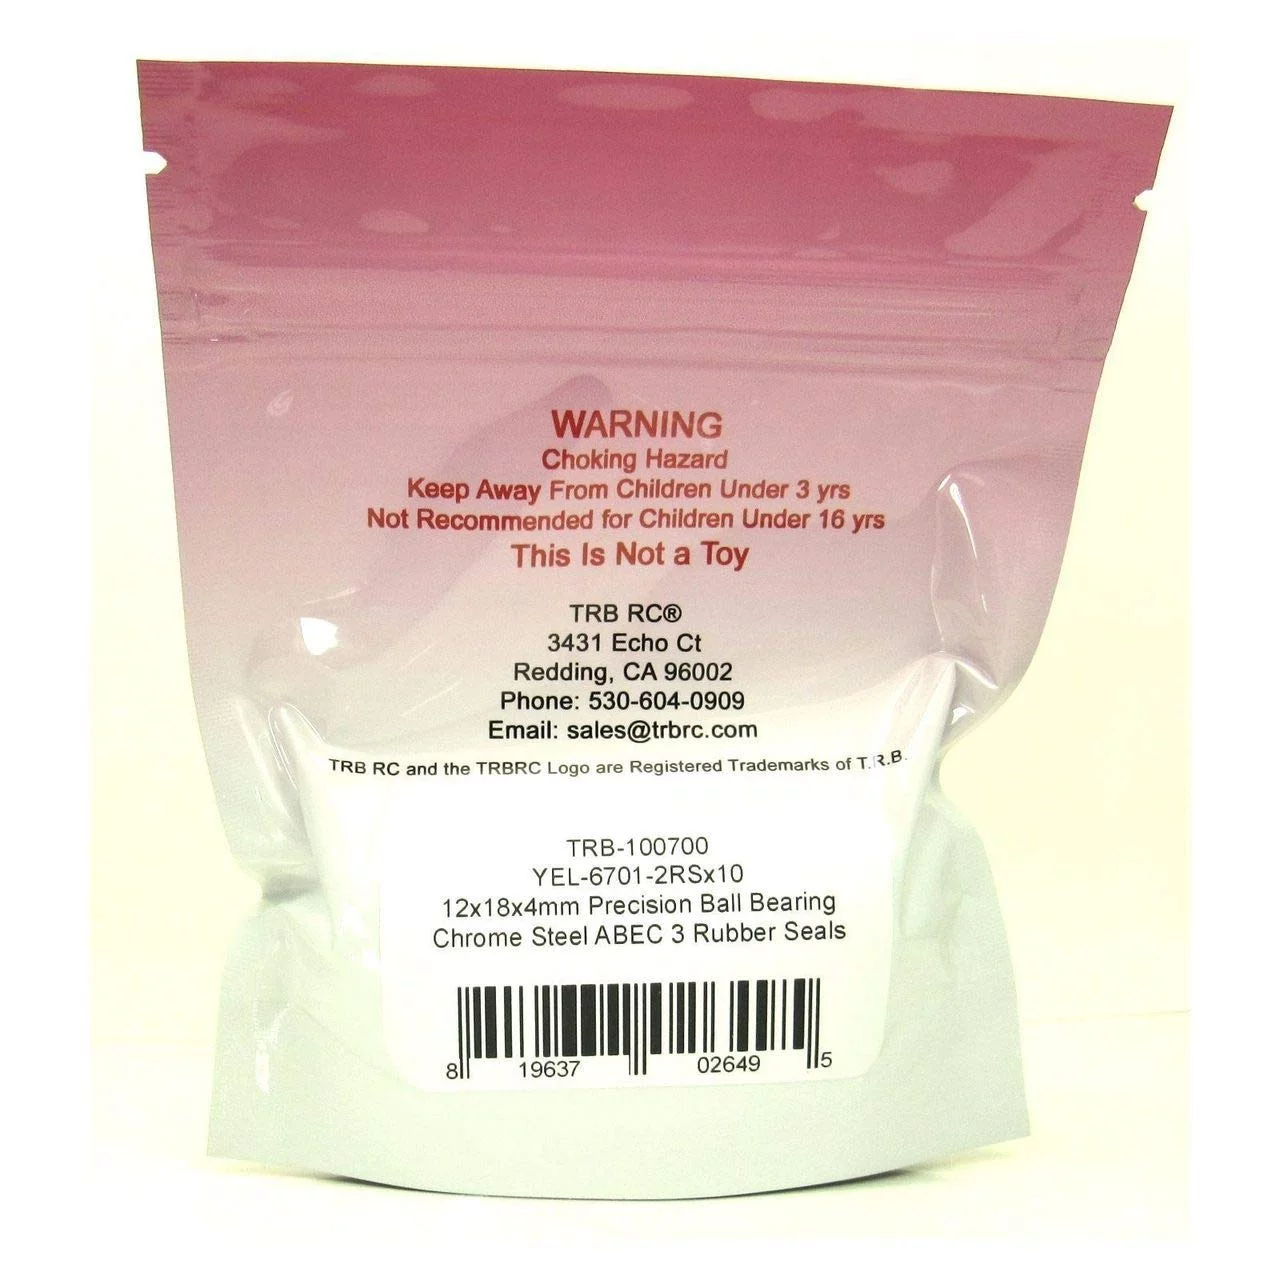 WARNING
Choking Hazard
Keep Away From Children Under 3 yrs
Not Recommended for Children Under 16 yrs
This Is Not a Toy
TRB RC®
3431 Echo Ct
Redding, CA 96002
Phone: 530-604-0909
Email: sales@trbrc.com
TRB RC and the TRBRC Logo are Registered Trademarks of T.R.B.
TRB-100700
YEL-6701-2RSx10
12x18x4mm Precision Ball Bearing
Chrome Steel ABEC 3 Rubber Seals
8 19637 02649 5